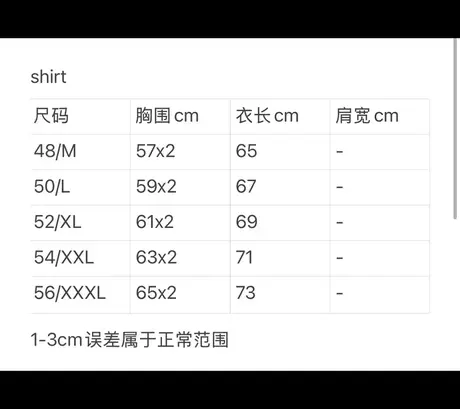 shirt
尺码 胸围cm 衣长cm 肩宽cm
48/M 57x2 65 -
50/L 59x2 67 -
52/XL 61x2 69 -
54/XXL 63x2 71 -
56/XXXL 65x2 73 -
1-3cm误差属于正常范围